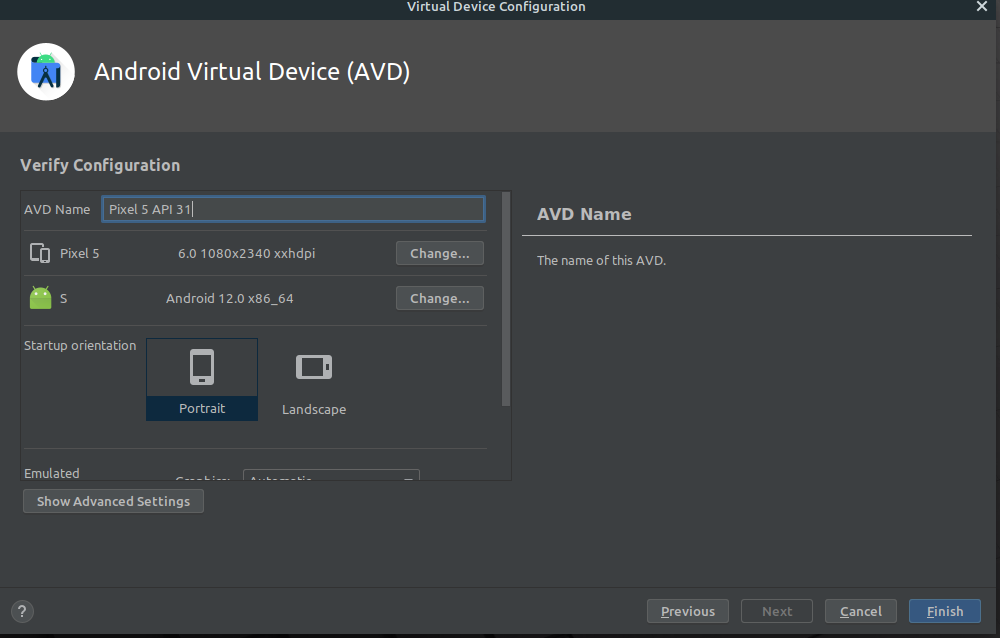 Virtual Device Configuration
Android Virtual Device (AVD)
Verify Configuration
AVD Name Pixel 5 API 31
Pixel 5 6.0 1080x2340 xxhdpi Change...
S Android 12.0 x86_64 Change...
Startup orientation
Portrait Landscape
Emulated
Graphics: Automatic
Show Advanced Settings
AVD Name
The name of this AVD.
? Previous Next Cancel Finish